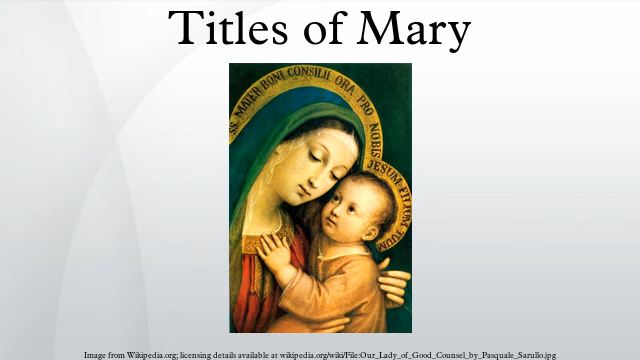 Titles of Mary
SS. MATER BONI CONSILII ORA PRO NOBIS
JESUM FILIUM TUUM
Image from Wikipedia.org; licensing details available at wikipedia.org/wiki/File:Our_Lady_of_Good_Counsel_by_Pasquale_Sarullo.jpg